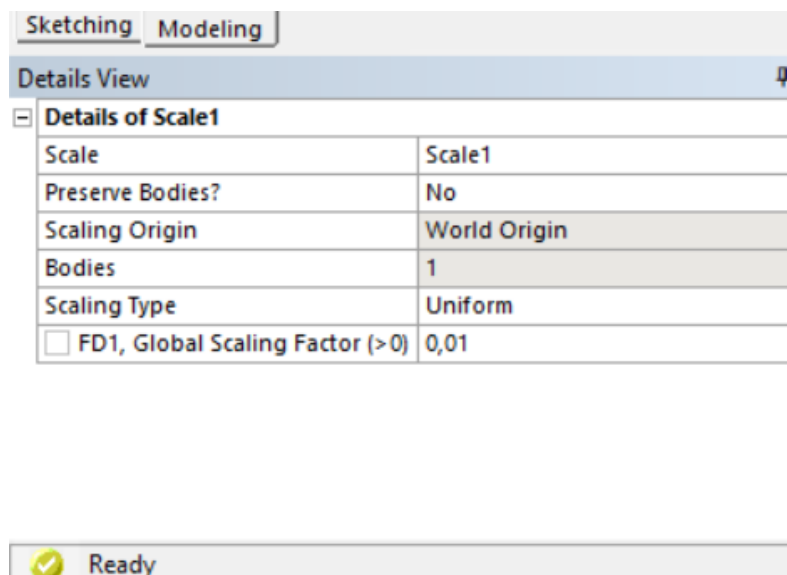 Sketching Modeling
Details View
Details of Scale1
Scale Scale1
Preserve Bodies? No
Scaling Origin World Origin
Bodies 1
Scaling Type Uniform
FD1, Global Scaling Factor (>0) 0,01
Ready